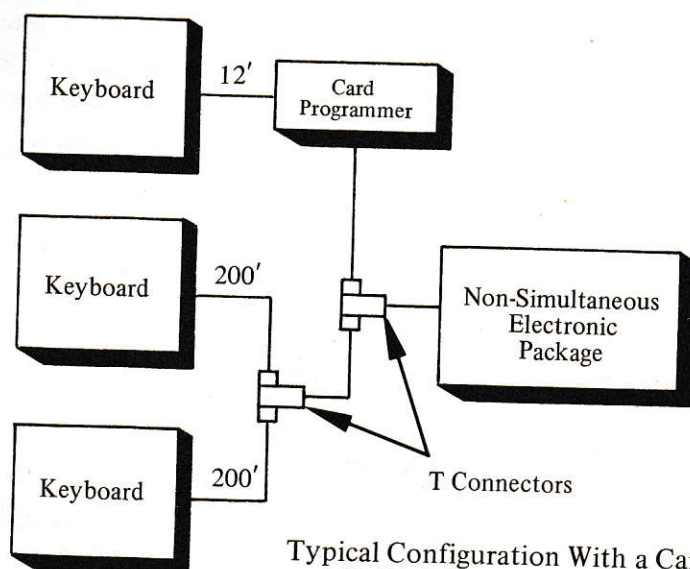 Keyboard
12'
Card
Programmer
Keyboard
200'
Non-Simultaneous
Electronic
Package
Keyboard
200'
T Connectors
Typical Configuration With a